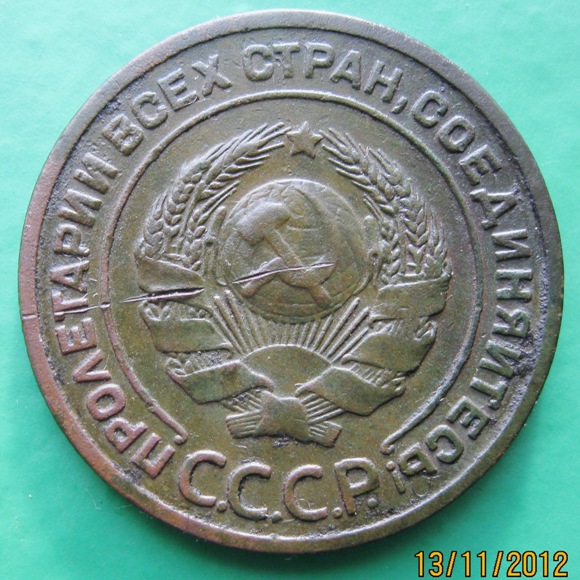 ПРОЛЕТАРИИ ВСЕХ СТРАН, СОЕДИНЯЙТЕСЬ!
С.С.С.Р.
13/11/2012